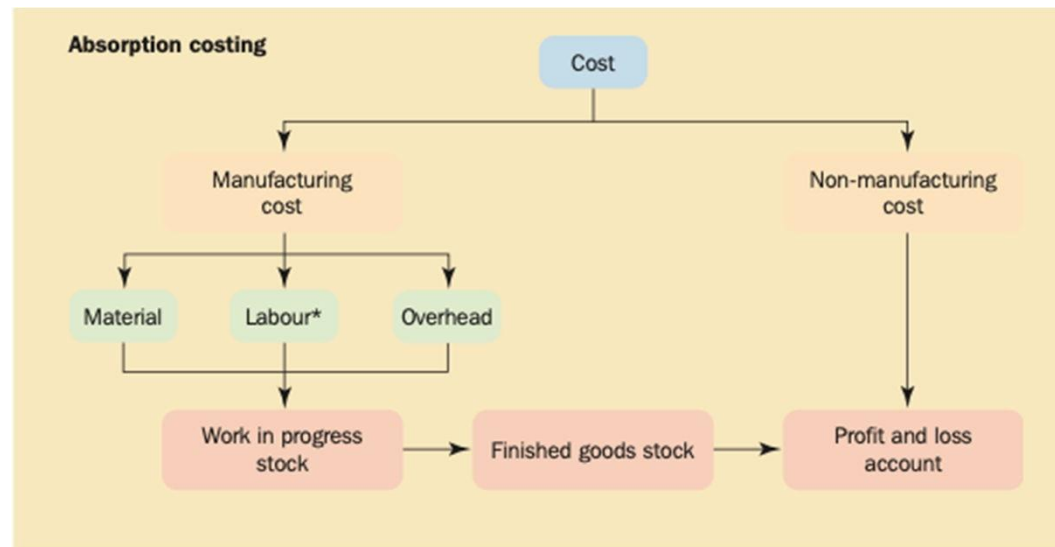 Absorption costing
Cost
Manufacturing
cost
Non-manufacturing
cost
Material
Labour*
Overhead
Work in progress
stock
Finished goods stock
Profit and loss
account